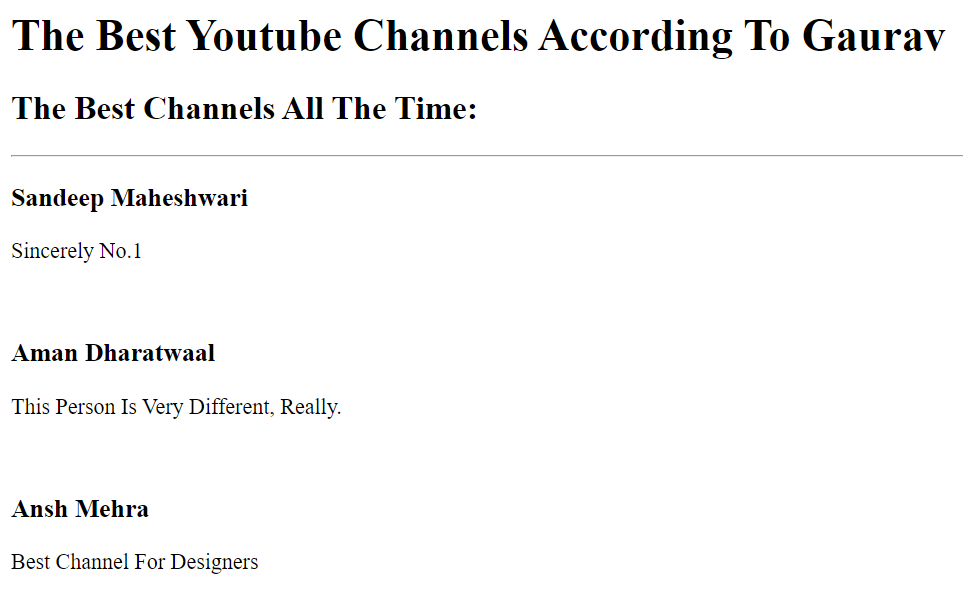 The Best Youtube Channels According To Gaurav
The Best Channels All The Time:
Sandeep Maheshwari
Sincerely No.1
Aman Dharatwaal
This Person Is Very Different, Really.
Ansh Mehra
Best Channel For Designers